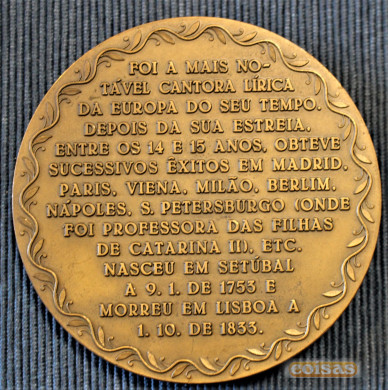 FOI A MAIS NO-
TÁVEL CANTORA LÍRICA
DA EUROPA DO SEU TEMPO.
DEPOIS DA SUA ESTREIA,
ENTRE OS 14 E 15 ANOS, OBTEVE
SUCESSIVOS ÊXITOS EM MADRID,
PARIS, VIENA, MILÃO, BERLIM,
NÁPOLES, S. PETERSBURGO (ONDE
FOI PROFESSORA DAS FILHAS
DE CATARINA II), ETC.
NASCEU EM SETÚBAL
A 9. 1. DE 1753 E
MORREU EM LISBOA A
1. 10. DE 1833.
coisas